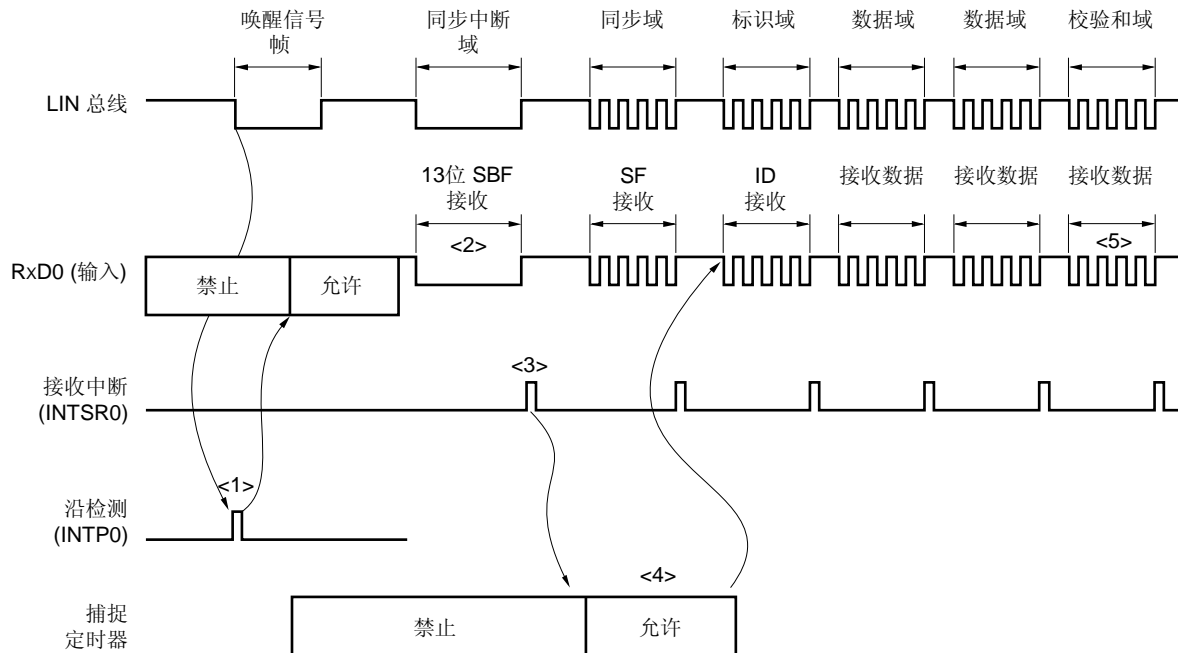 唤醒信号
帧
同步中断
域
同步域
标识域
数据域
数据域
校验和域
LIN 总线
13位 SBF
接收
SF
接收
ID
接收
接收数据
接收数据
接收数据
<2>
<5>
RxD0 (输入)
禁止
允许
<3>
接收中断
(INTSR0)
<1>
沿检测
(INTP0)
<4>
捕捉
定时器
禁止
允许